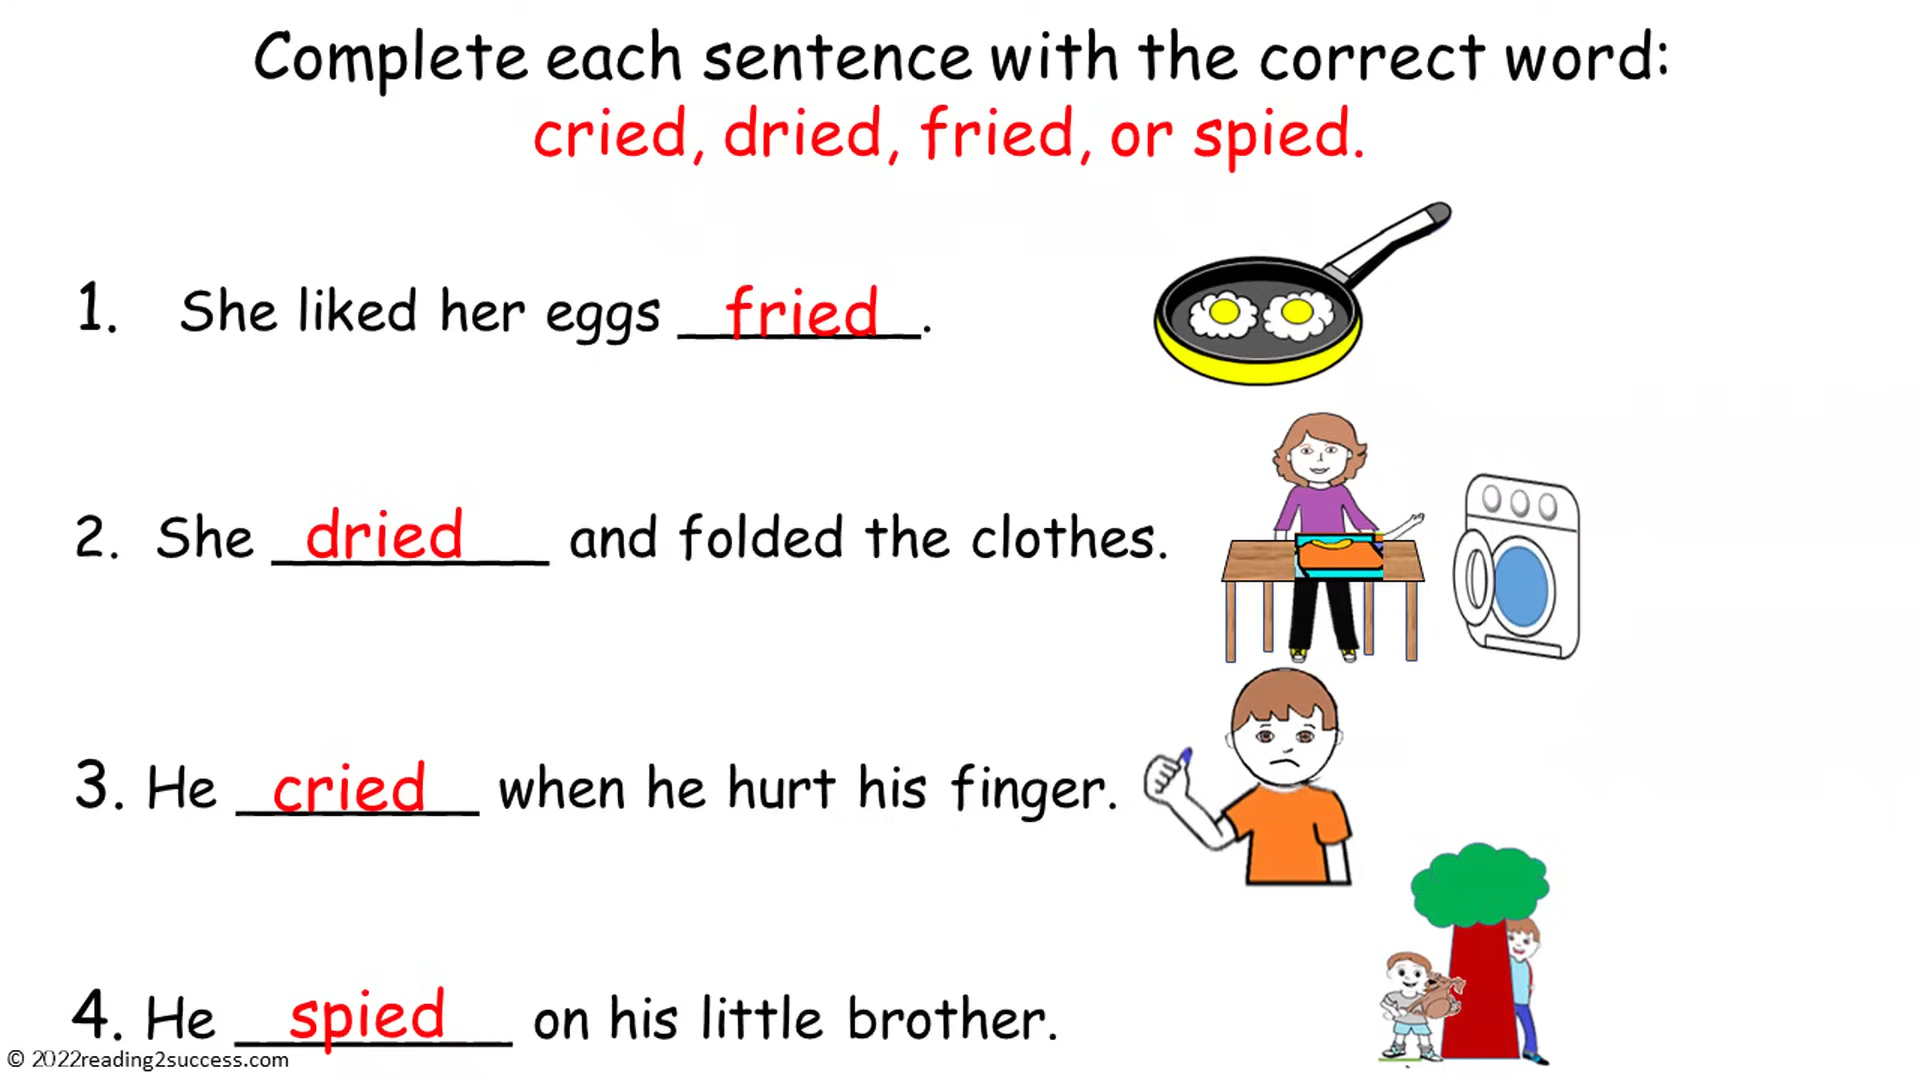 Complete each sentence with the correct word:
cried, dried, fried, or spied.
1. She liked her eggs fried.
2. She dried and folded the clothes.
3. He cried when he hurt his finger.
4. He spied on his little brother.
© 2022reading2success.com